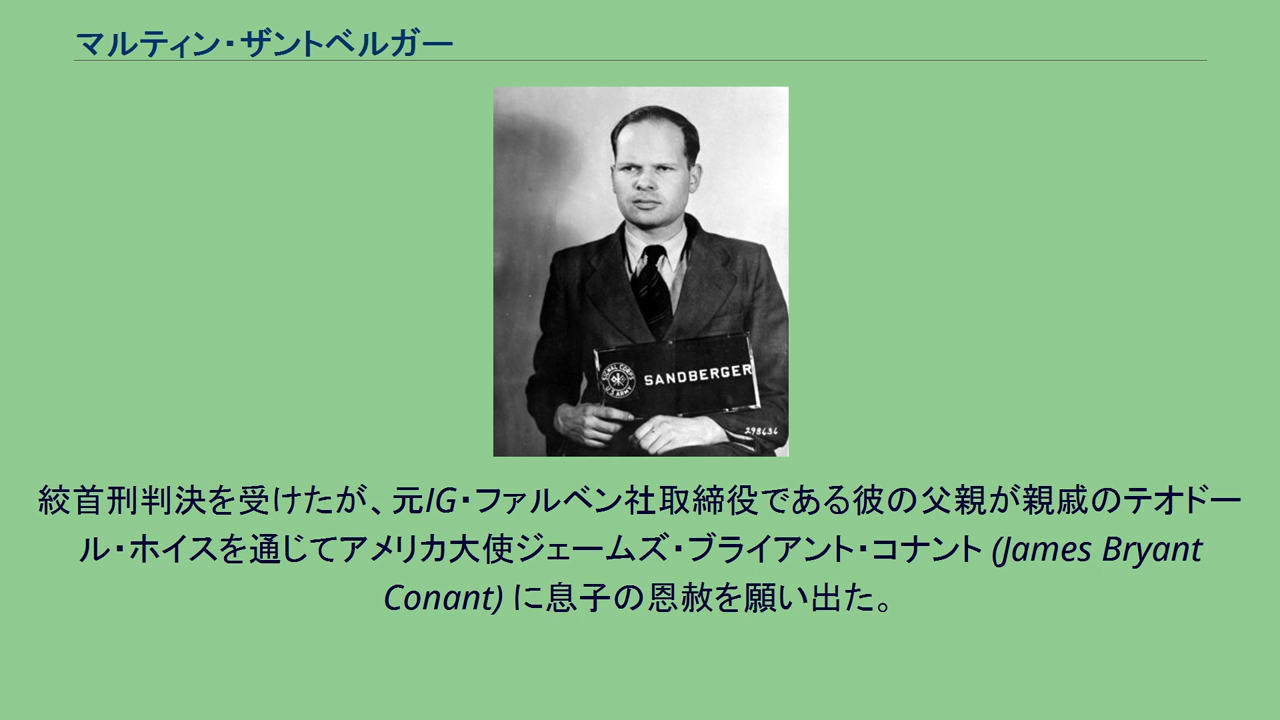 マルティン・ザントベルガー
SIGNAL CORPS
U.S. ARMY
SANDBERGER
298636
絞首刑判決を受けたが、元IG・ファルベン社取締役である彼の父親が親戚のテオドー
ル・ホイスを通じてアメリカ大使ジェームズ・ブライアント・コナント (James Bryant
Conant) に息子の恩赦を願い出た。